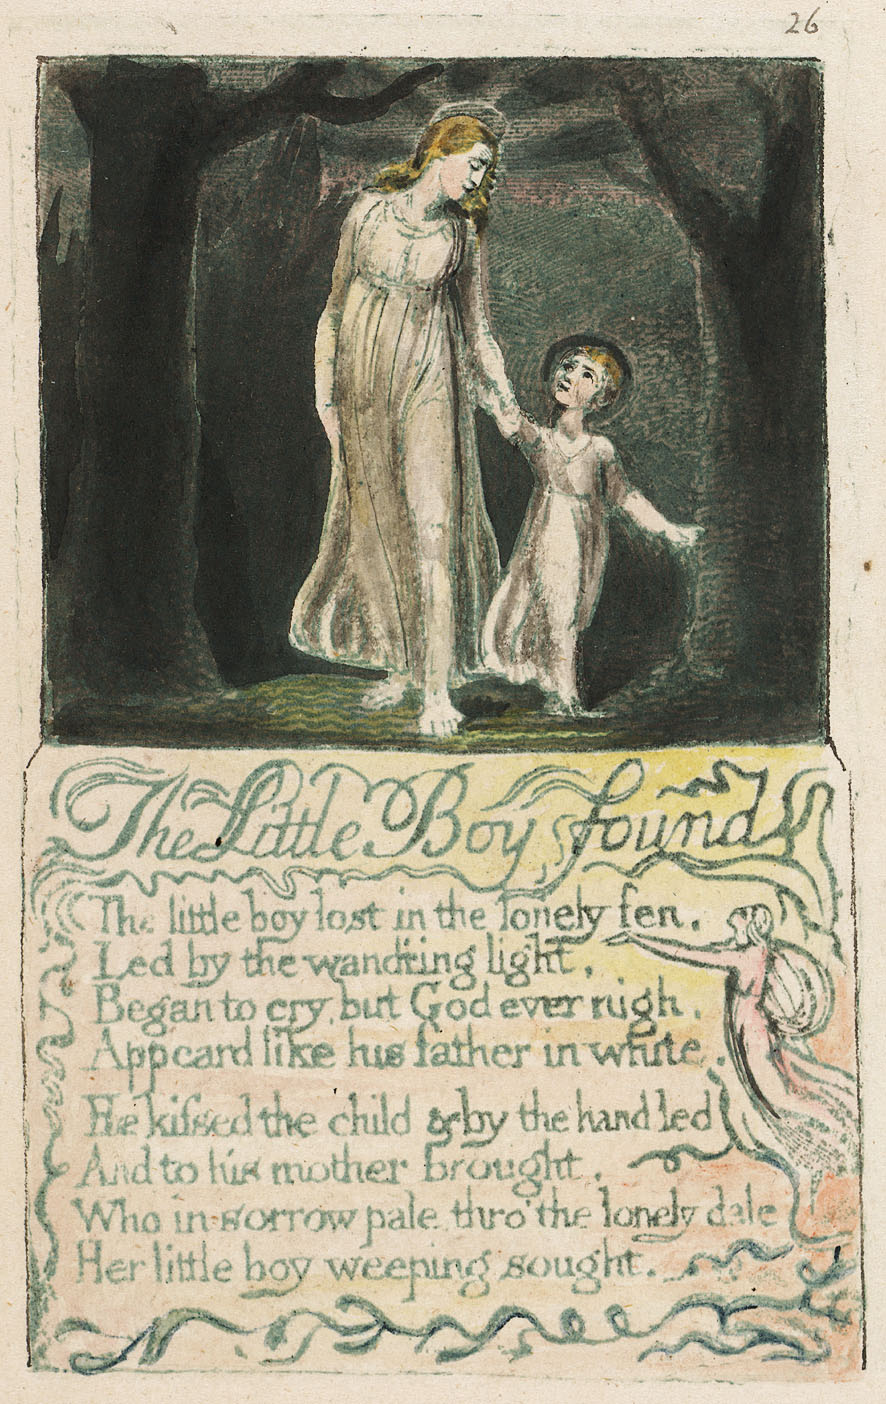 26
The Little Boy found
The little boy lost in the lonely fen,
Led by the wand'ring light,
Began to cry, but God ever nigh,
Appeard like his father in white.
He kissed the child & by the hand led
And to his mother brought,
Who in sorrow pale, thro' the lonely dale
Her little boy weeping sought.